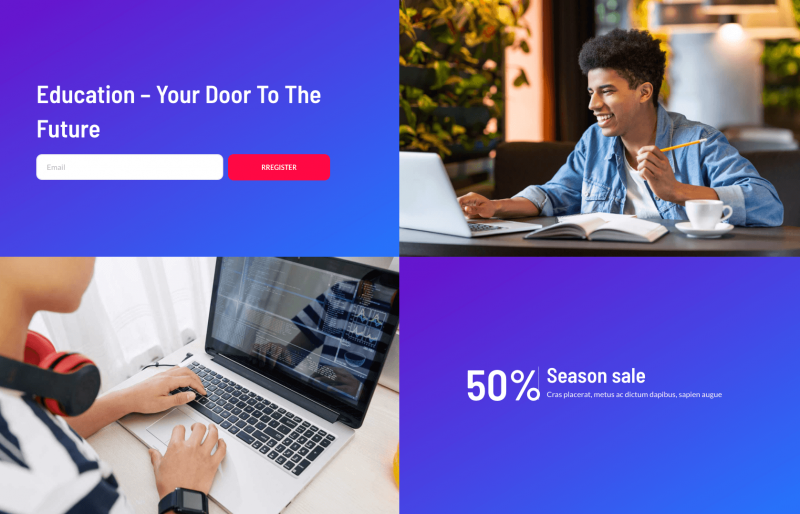 Education – Your Door To The
Future
Email
RREGISTER
50%
Season sale
Cras placerat, metus ac dictum dapibus, sapien augue